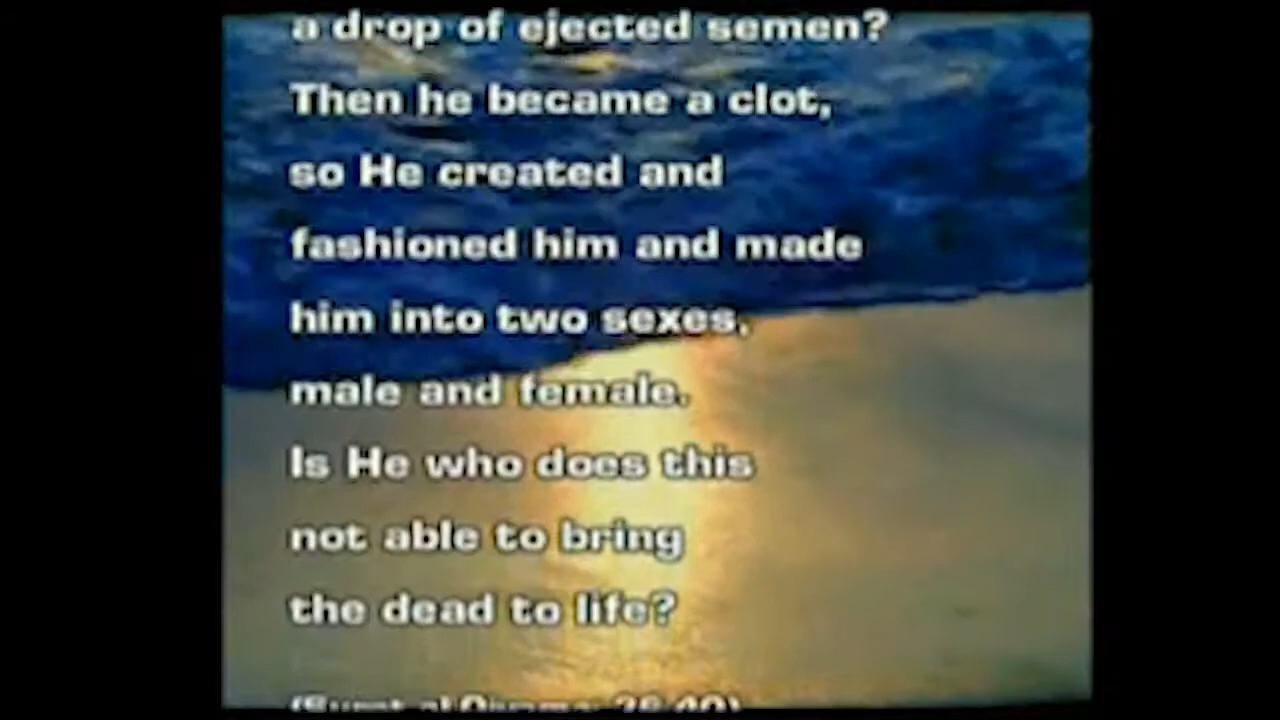 a drop of ejected semen?
Then he became a clot,
so He created and
fashioned him and made
him into two sexes,
male and female.
Is He who does this
not able to bring
the dead to life?